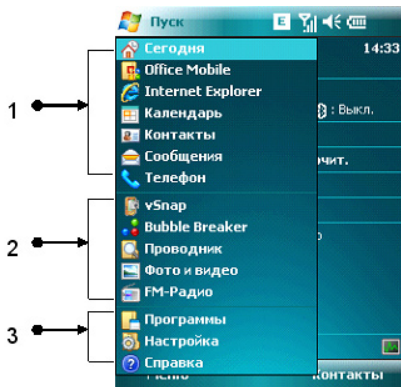 Пуск E
Сегодня 14:33
Office Mobile
Internet Explorer
Календарь : Выкл.
Контакты
Сообщения
Телефон
1
vSnap
Bubble Breaker
Проводник
Фото и видео
FM-Радио
2
Программы
Настройка
Справка
3
Меню Контакты